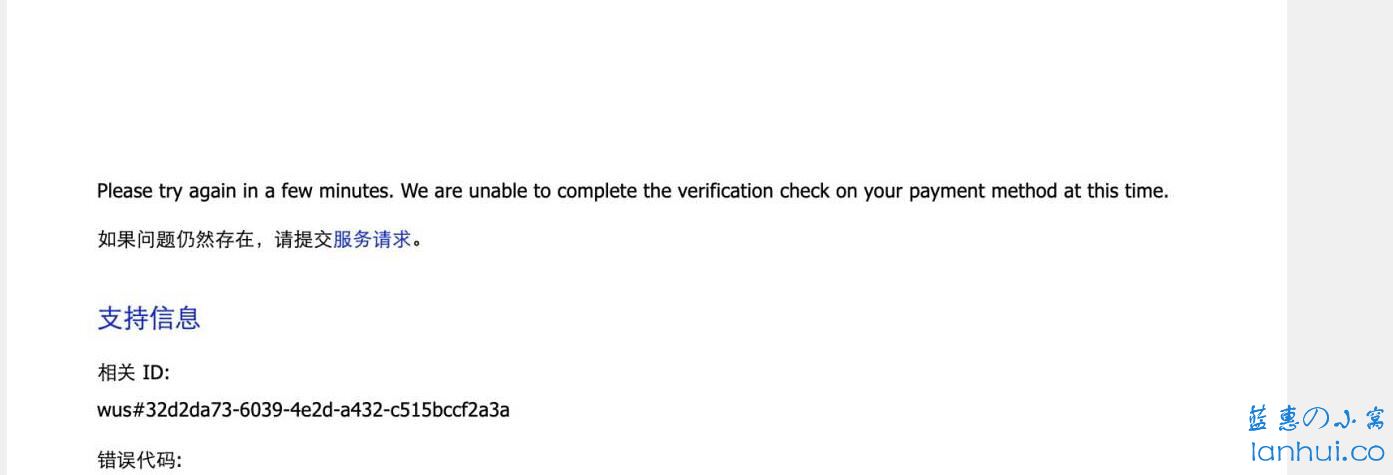 Please try again in a few minutes. We are unable to complete the verification check on your payment method at this time.
如果问题仍然存在，请提交服务请求。
支持信息
相关 ID:
wus#32d2da73-6039-4e2d-a432-c515bccf2a3a
错误代码:
蓝惠の小窝
lanhui.co